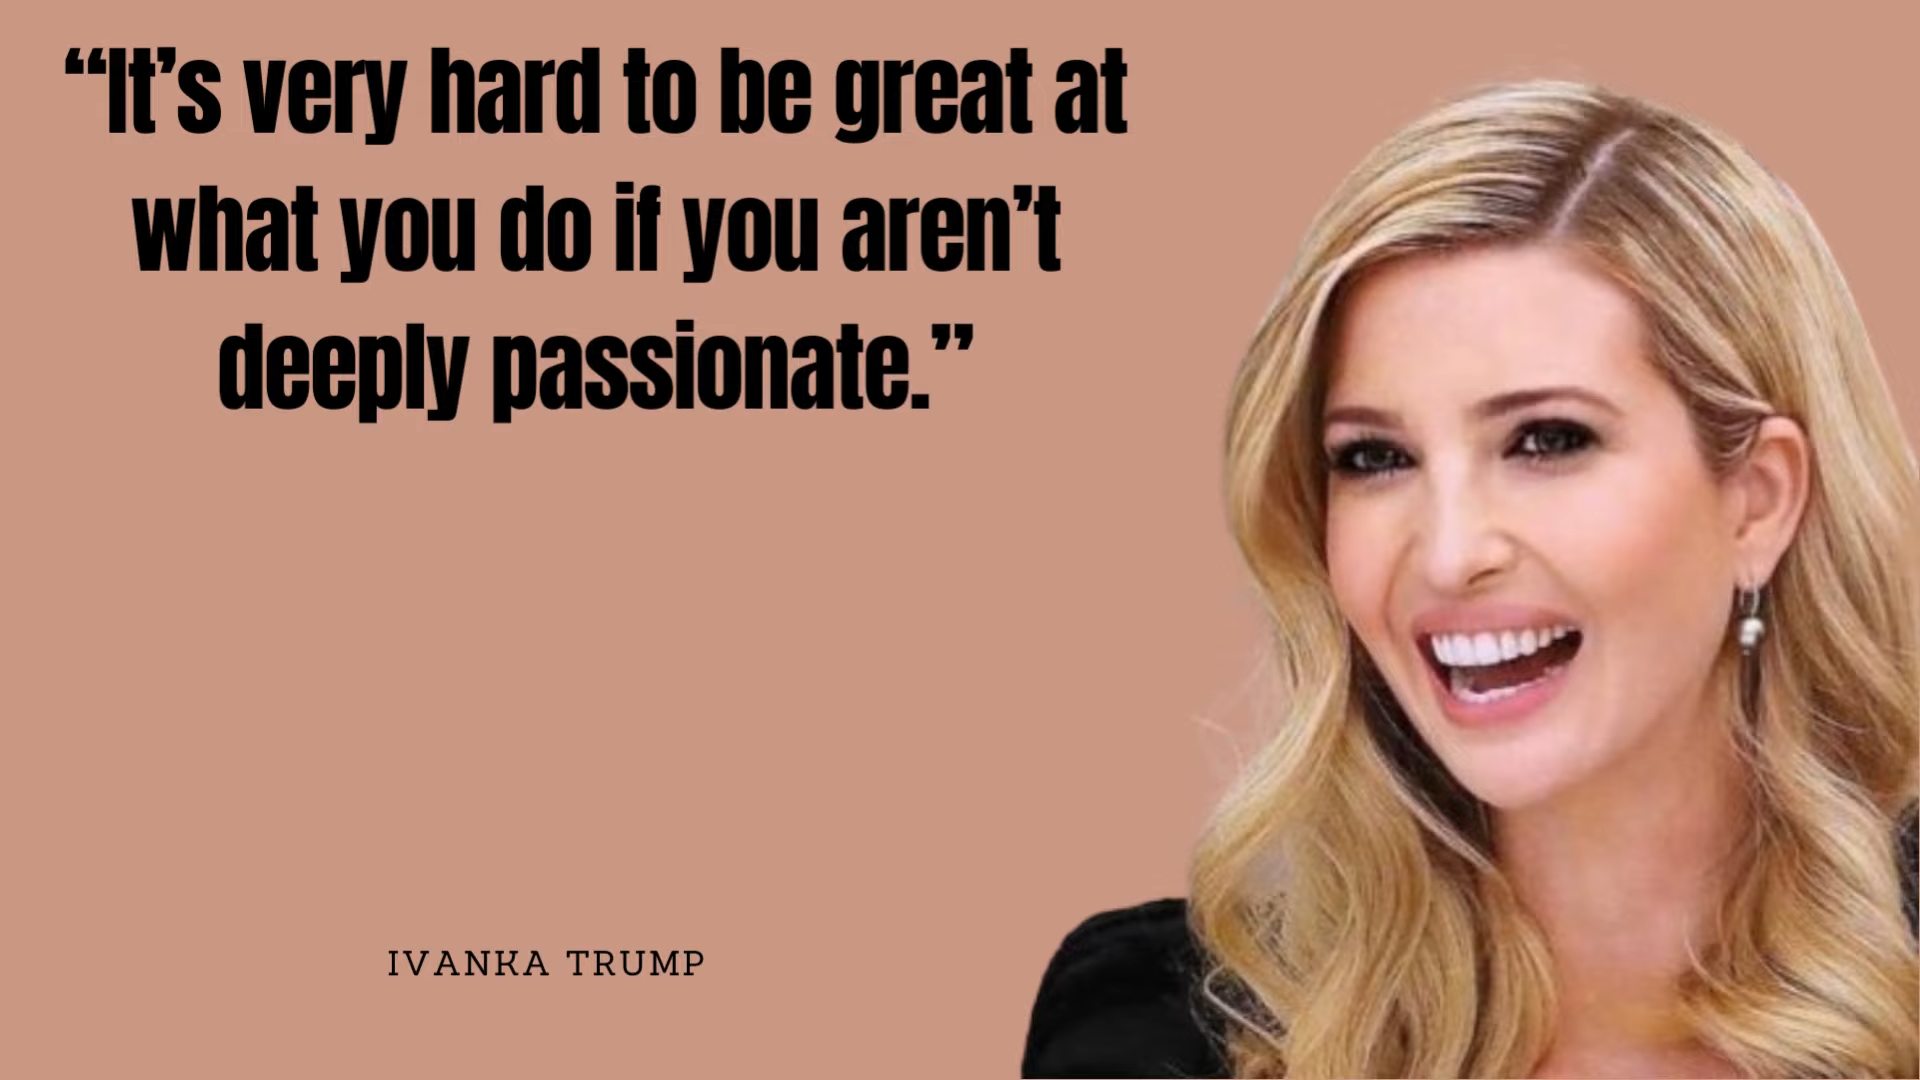 “It’s very hard to be great at
what you do if you aren’t
deeply passionate.”
IVANKA TRUMP